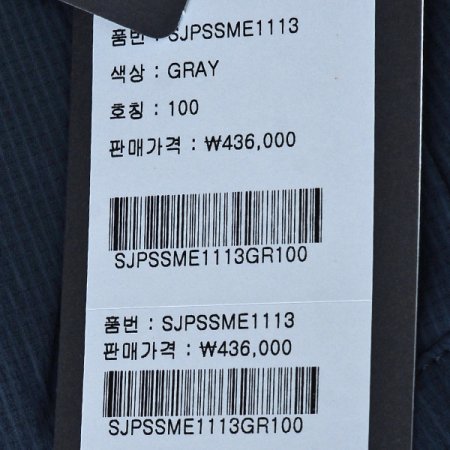 품번 : SJPSSME1113
색상 : GRAY
호칭 : 100
판매가격 : ₩436,000
SJPSSME1113GR100
품번 : SJPSSME1113
판매가격 : ₩436,000
SJPSSME1113GR100